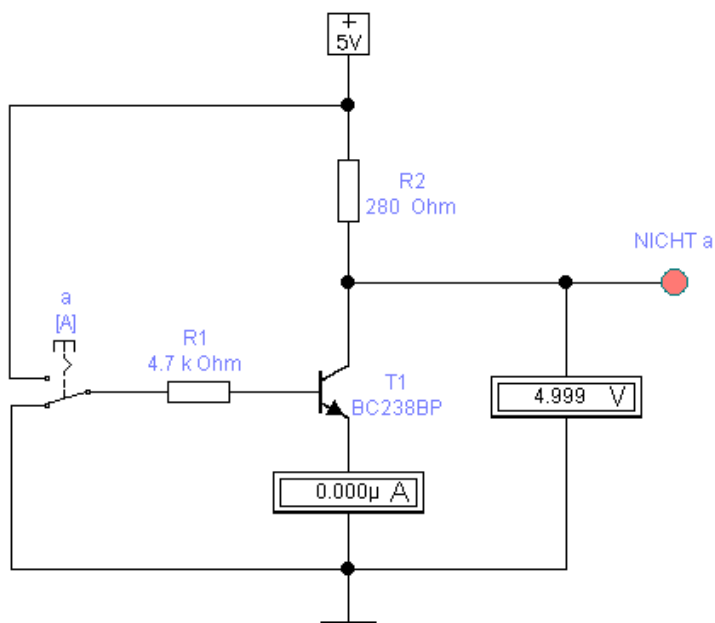 +
5V
R2
280 Ohm
NICHT a
a
[A]
R1
4.7 k Ohm
T1
BC238BP
4.999 V
0.000µ A